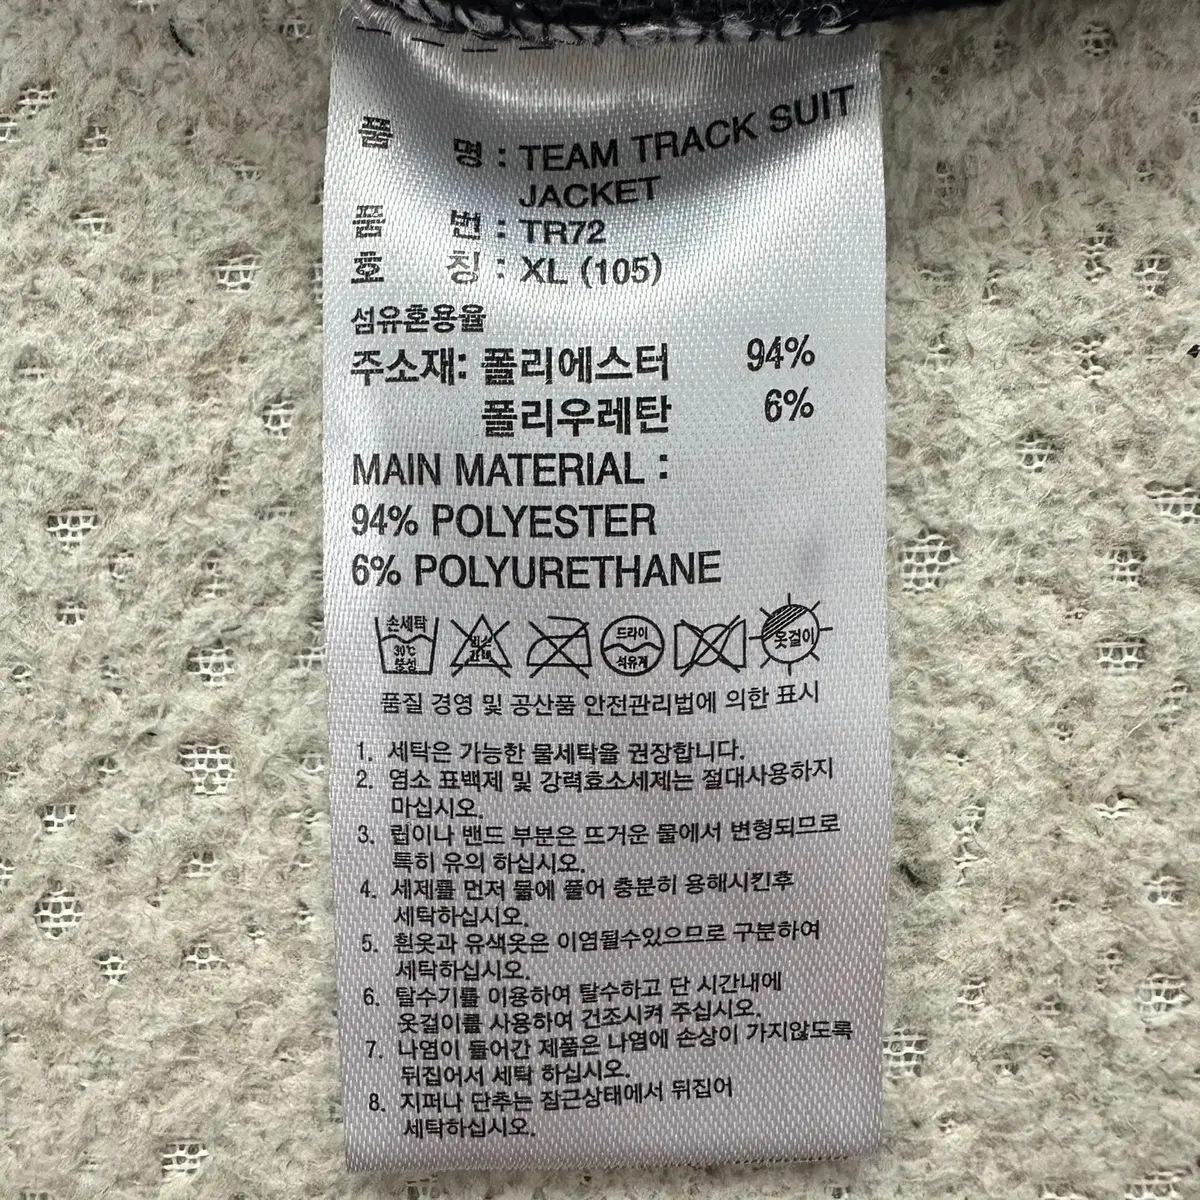 품 명 : TEAM TRACK SUIT
JACKET
품 번 : TR72
호 칭 : XL (105)
섬유혼용율
주소재: 폴리에스터 94%
폴리우레탄 6%
MAIN MATERIAL :
94% POLYESTER
6% POLYURETHANE
손세탁
30℃
중성
드라이
석유계
옷걸이
품질 경영 및 공산품 안전관리법에 의한 표시
1. 세탁은 가능한 물세탁을 권장합니다.
2. 염소 표백제 및 강력효소세제는 절대사용하지
마십시오.
3. 립이나 밴드 부분은 뜨거운 물에서 변형되므로
특히 유의 하십시오.
4. 세제를 먼저 물에 풀어 충분히 용해시킨후
세탁하십시오.
5. 흰옷과 유색옷은 이염될수있으므로 구분하여
세탁하십시오.
6. 탈수기를 이용하여 탈수하고 단 시간내에
옷걸이를 사용하여 건조시켜 주십시오.
7. 나염이 들어간 제품은 나염에 손상이 가지않도록
뒤집어서 세탁 하십시오.
8. 지퍼나 단추는 잠근상태에서 뒤집어
세탁하십시오.